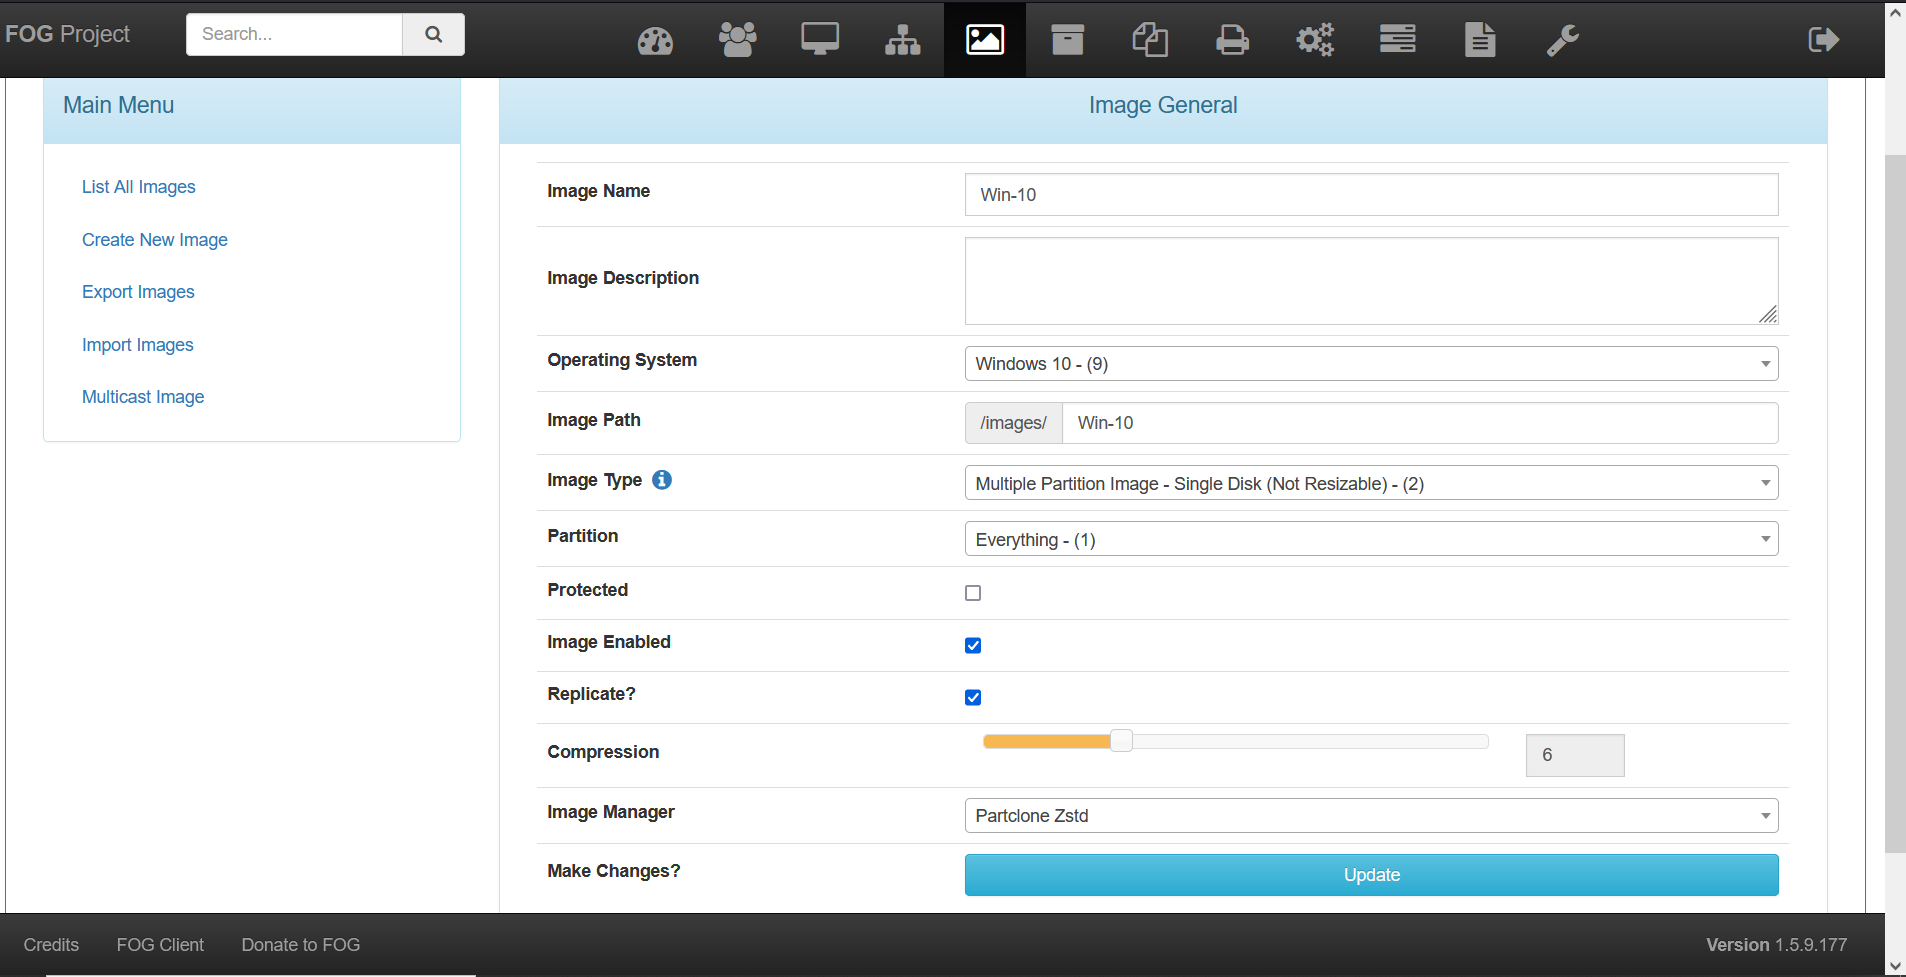 FOG Project
Search...
Main Menu
List All Images
Create New Image
Export Images
Import Images
Multicast Image
Image General
Image Name
Win-10
Image Description
Operating System
Windows 10 - (9)
Image Path
/images/ Win-10
Image Type
Multiple Partition Image - Single Disk (Not Resizable) - (2)
Partition
Everything - (1)
Protected
Image Enabled
Replicate?
Compression
6
Image Manager
Partclone Zstd
Make Changes?
Update
Credits FOG Client Donate to FOG
Version 1.5.9.177